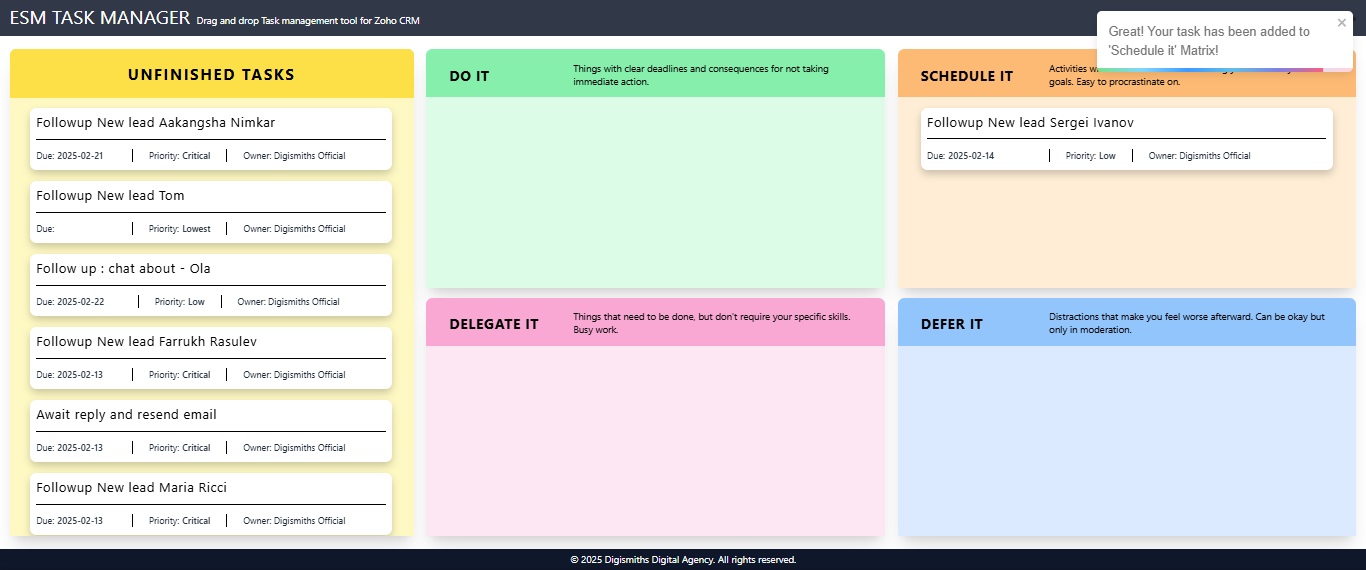 ESM TASK MANAGER Drag and drop Task management tool for Zoho CRM
Great! Your task has been added to
'Schedule it' Matrix!
UNFINISHED TASKS
Followup New lead Aakangsha Nimkar
Due: 2025-02-21 Priority: Critical Owner: Digismiths Official
Followup New lead Tom
Due: Priority: Lowest Owner: Digismiths Official
Follow up : chat about - Ola
Due: 2025-02-22 Priority: Low Owner: Digismiths Official
Followup New lead Farrukh Rasulev
Due: 2025-02-13 Priority: Critical Owner: Digismiths Official
Await reply and resend email
Due: 2025-02-13 Priority: Critical Owner: Digismiths Official
Followup New lead Maria Ricci
Due: 2025-02-13 Priority: Critical Owner: Digismiths Official
DO IT
Things with clear deadlines and consequences for not taking
immediate action.
SCHEDULE IT
Activities
goals. Easy to procrastinate on.
Followup New lead Sergei Ivanov
Due: 2025-02-14 Priority: Low Owner: Digismiths Official
DELEGATE IT
Things that need to be done, but don't require your specific skills.
Busy work.
DEFER IT
Distractions that make you feel worse afterward. Can be okay but
only in moderation.
© 2025 Digismiths Digital Agency. All rights reserved.